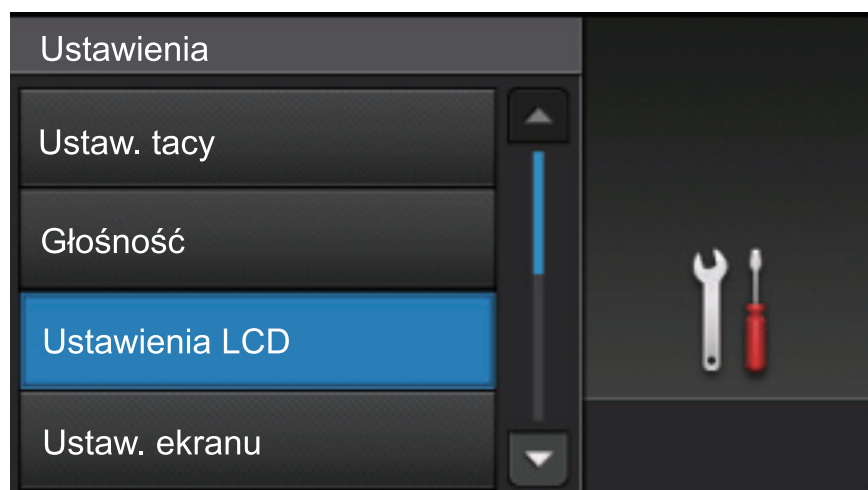 Ustawienia
Ustaw. tacy
Głośność
Ustawienia LCD
Ustaw. ekranu